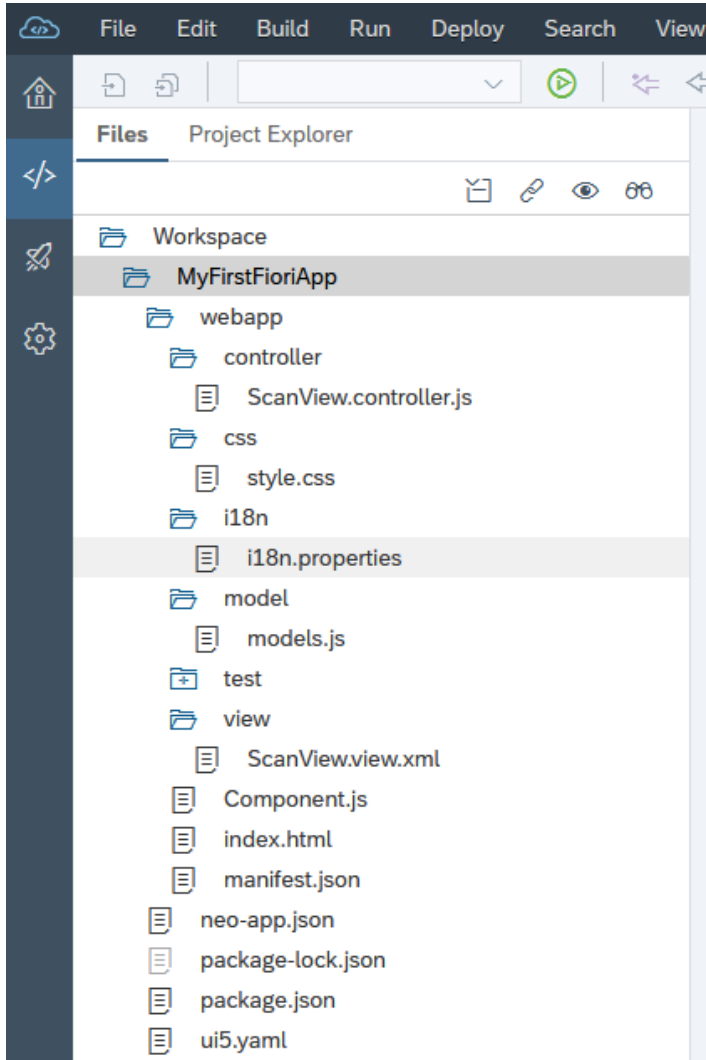 File Edit Build Run Deploy Search View
Files Project Explorer
Workspace
MyFirstFioriApp
webapp
controller
ScanView.controller.js
css
style.css
i18n
i18n.properties
model
models.js
test
view
ScanView.view.xml
Component.js
index.html
manifest.json
neo-app.json
package-lock.json
package.json
ui5.yaml